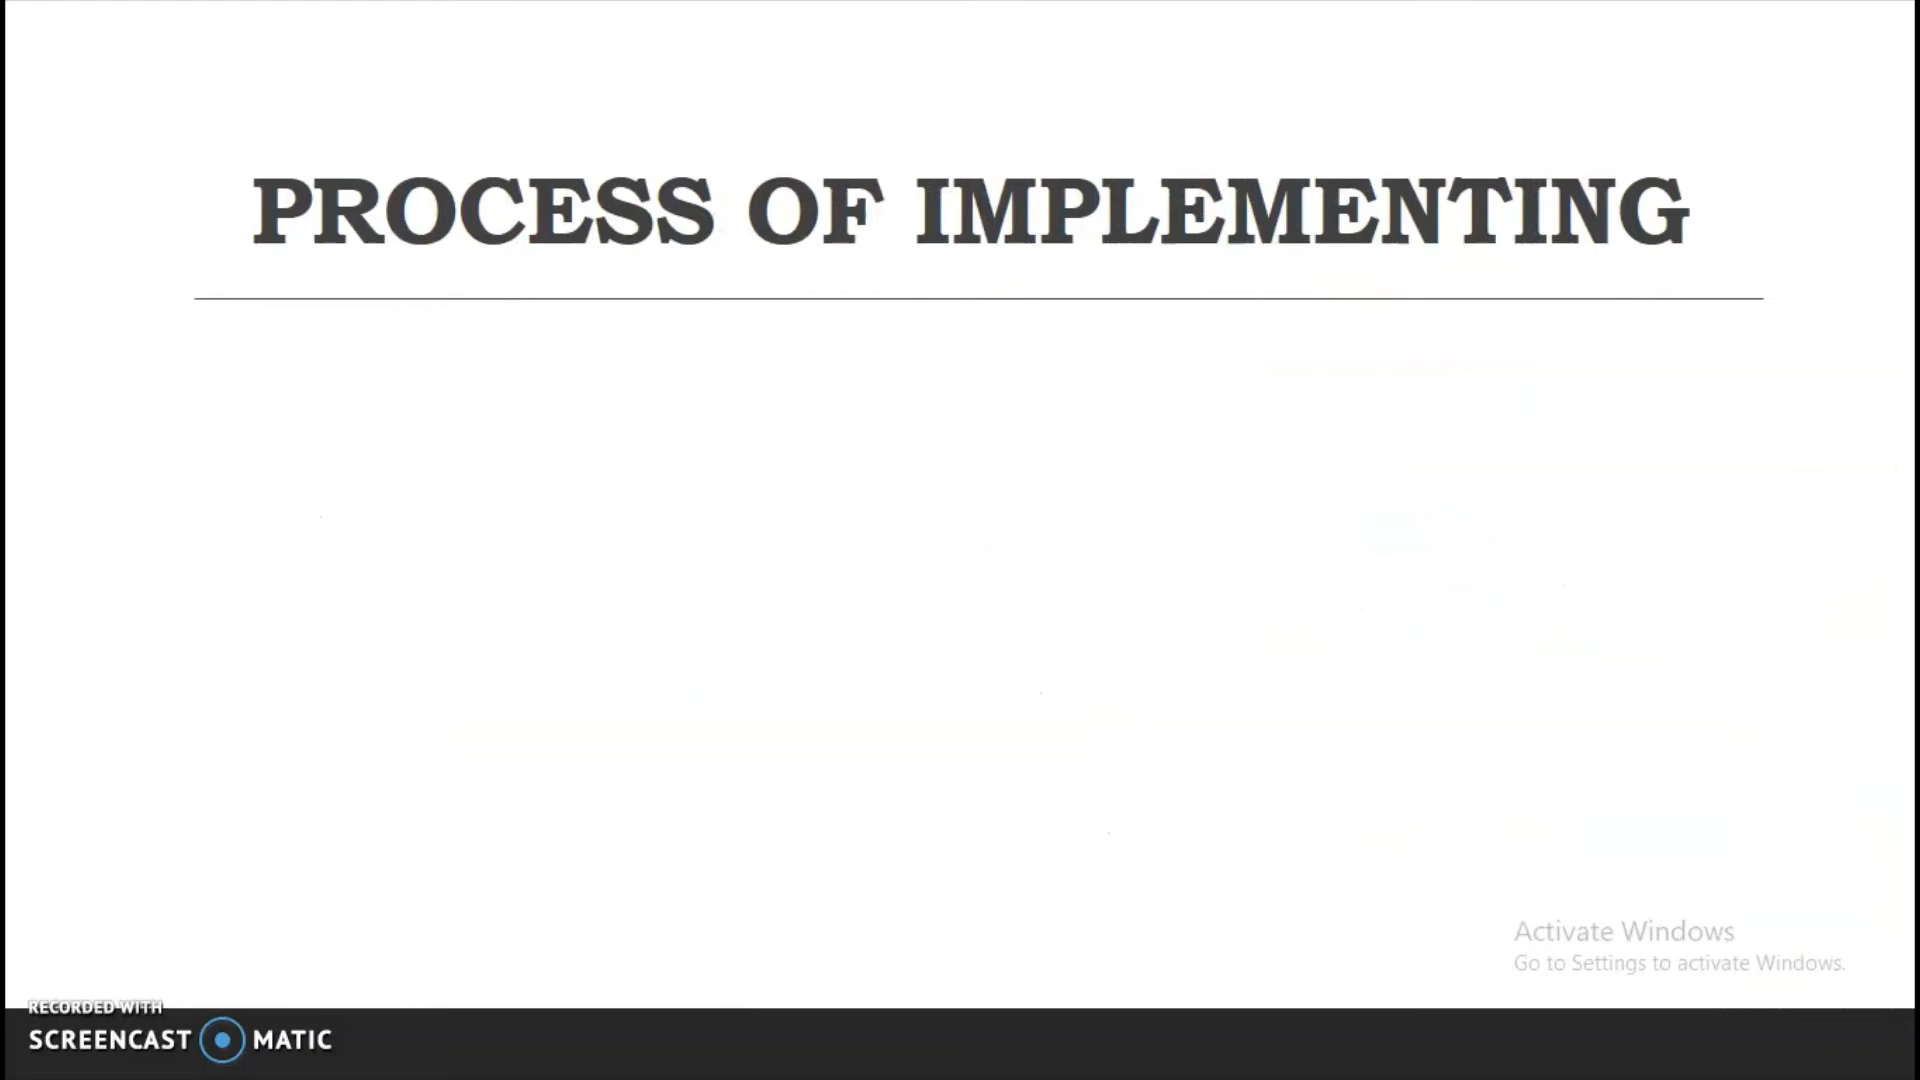 PROCESS OF IMPLEMENTING
Activate Windows
Go to Settings to activate Windows.
RECORDED WITH
SCREENCAST MATIC